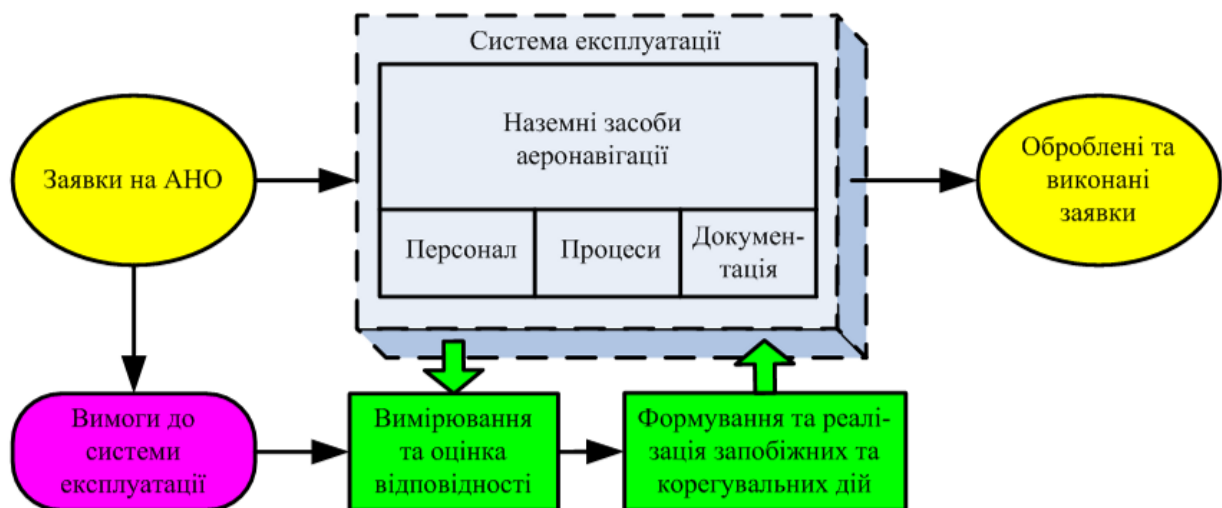 Система експлуатації
Наземні засоби
аеронавігації
Заявки на АНО
Оброблені та
виконані
заявки
Персонал
Процеси
Докумен-
тація
Вимоги до
системи
експлуатації
Вимірювання
та оцінка
відповідності
Формування та реалі-
зація запобіжних та
корегувальних дій